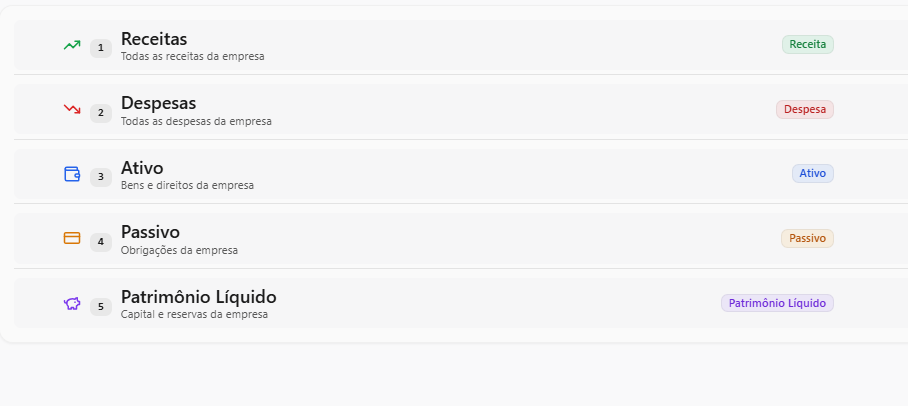 1
Receitas
Todas as receitas da empresa
Receita
2
Despesas
Todas as despesas da empresa
Despesa
3
Ativo
Bens e direitos da empresa
Ativo
4
Passivo
Obrigações da empresa
Passivo
5
Patrimônio Líquido
Capital e reservas da empresa
Patrimônio Líquido